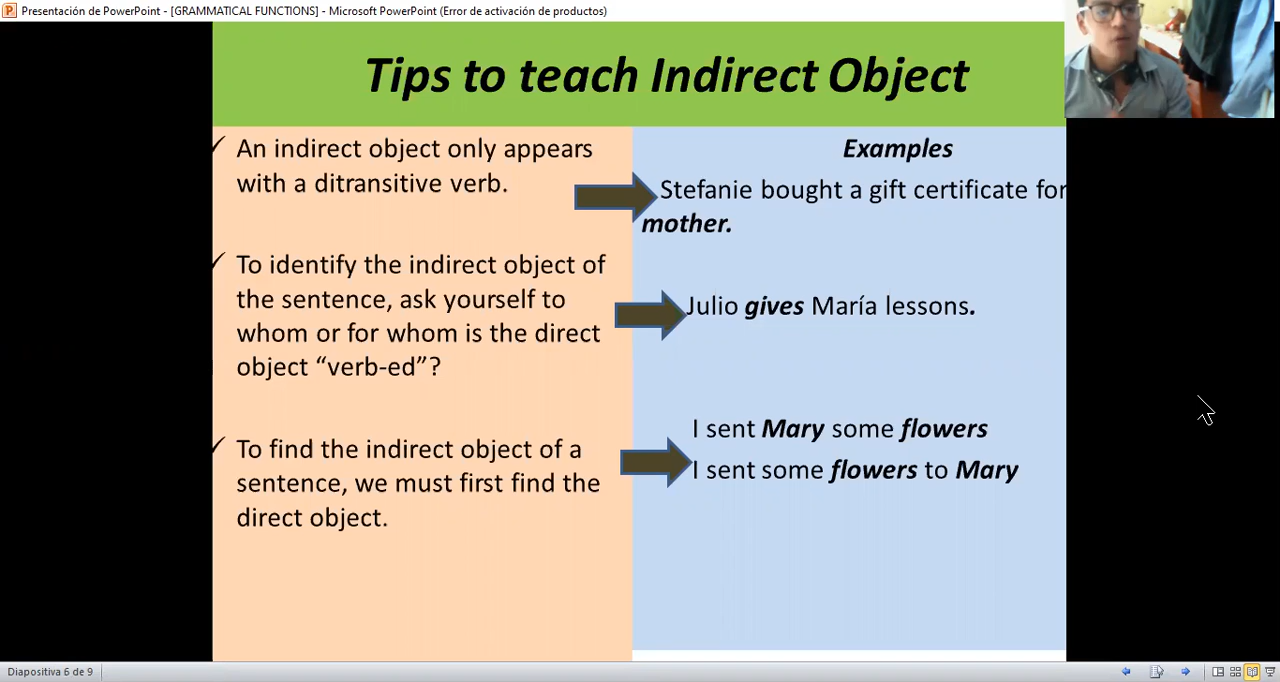 Presentación de PowerPoint - [GRAMMATICAL FUNCTIONS] - Microsoft PowerPoint (Error de activación de productos)
Tips to teach Indirect Object
✓ An indirect object only appears
with a ditransitive verb.
✓ To identify the indirect object of
the sentence, ask yourself to
whom or for whom is the direct
object “verb-ed”?
✓ To find the indirect object of a
sentence, we must first find the
direct object.
Examples
Stefanie bought a gift certificate for
mother.
Julio gives María lessons.
I sent Mary some flowers
I sent some flowers to Mary
Diapositiva 6 de 9